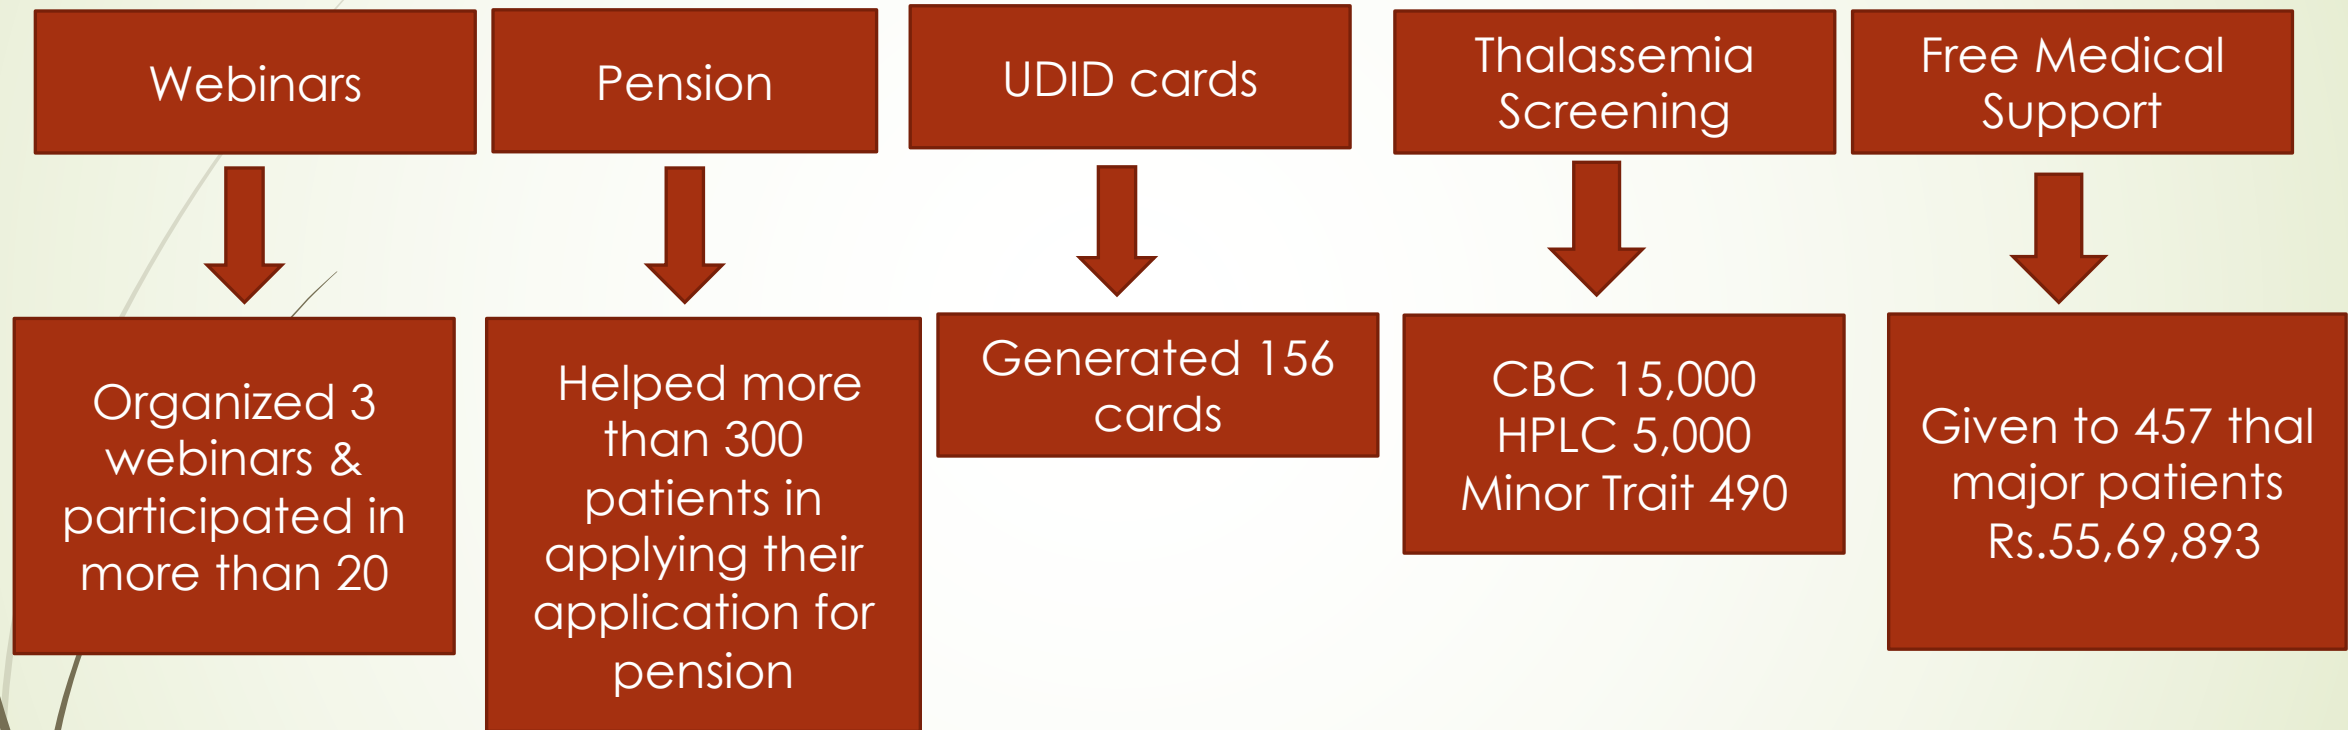 Webinars
Pension
UDID cards
Thalassemia
Screening
Free Medical
Support
Organized 3
webinars &
participated in
more than 20
Helped more
than 300
patients in
applying their
application for
pension
Generated 156
cards
CBC 15,000
HPLC 5,000
Minor Trait 490
Given to 457 thal
major patients
Rs.55,69,893